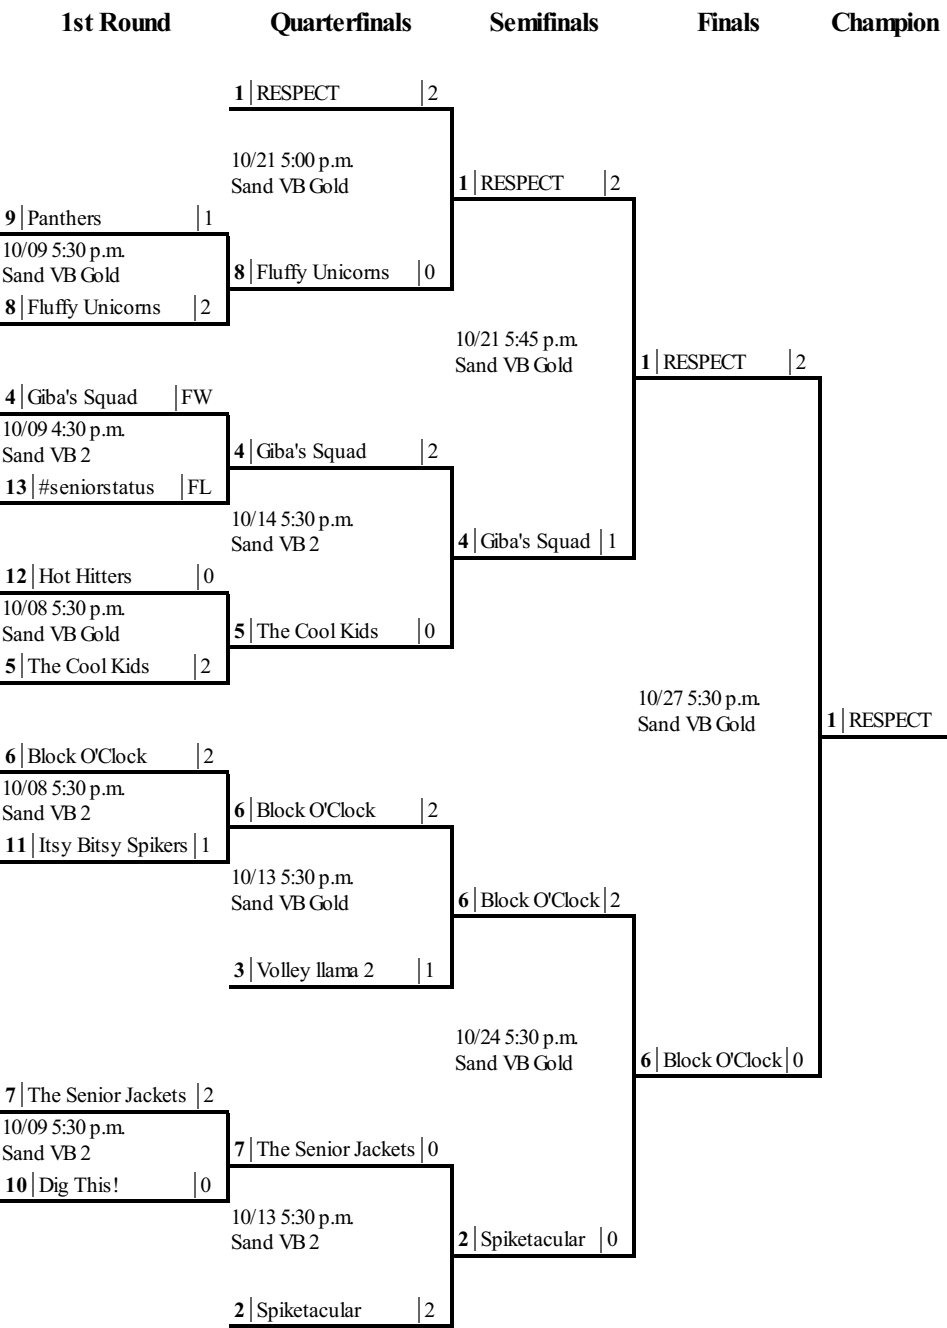 1st Round Quarterfinals Semifinals Finals Champion
1 RESPECT 2
10/21 5:00 p.m.
Sand VB Gold
1 RESPECT 2
9 Panthers 1
10/09 5:30 p.m.
Sand VB Gold
8 Fluffy Unicorns 0
8 Fluffy Unicorns 2
10/21 5:45 p.m.
Sand VB Gold
1 RESPECT 2
4 Giba's Squad FW
10/09 4:30 p.m.
Sand VB 2
4 Giba's Squad 2
13 #seniorstatus FL
10/14 5:30 p.m.
Sand VB 2
4 Giba's Squad 1
12 Hot Hitters 0
10/08 5:30 p.m.
Sand VB Gold
5 The Cool Kids 0
5 The Cool Kids 2
10/27 5:30 p.m.
Sand VB Gold
1 RESPECT
6 Block O'Clock 2
10/08 5:30 p.m.
Sand VB 2
6 Block O'Clock 2
11 Itsy Bitsy Spikers 1
10/13 5:30 p.m.
Sand VB Gold
6 Block O'Clock 2
3 Volley llama 2 1
10/24 5:30 p.m.
Sand VB Gold
6 Block O'Clock 0
7 The Senior Jackets 2
10/09 5:30 p.m.
Sand VB 2
7 The Senior Jackets 0
10 Dig This! 0
10/13 5:30 p.m.
Sand VB 2
2 Spiketacular 0
2 Spiketacular 2